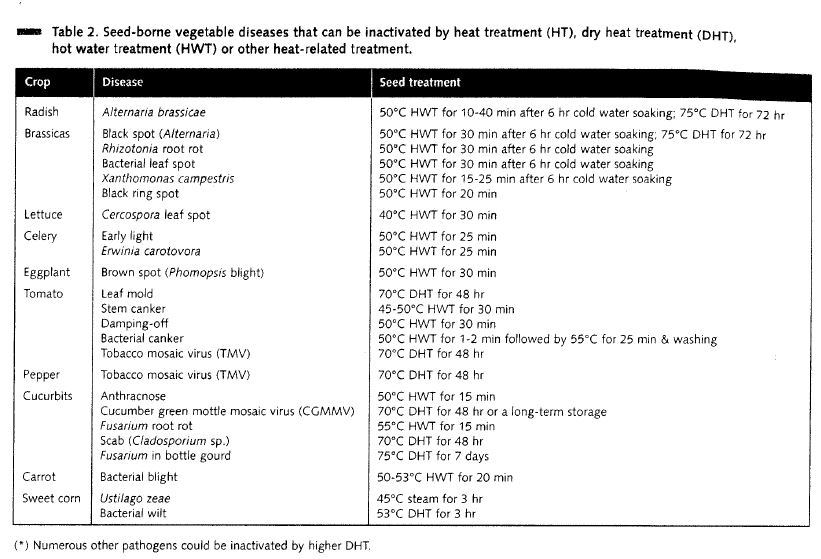 Table 2. Seed-borne vegetable diseases that can be inactivated by heat treatment (HT), dry heat treatment (DHT),
hot water treatment (HWT) or other heat-related treatment.
Crop Disease Seed treatment
Radish Alternaria brassicae 50°C HWT for 10-40 min after 6 hr cold water soaking; 75°C DHT for 72 hr
Brassicas Black spot (Alternaria) 50°C HWT for 30 min after 6 hr cold water soaking; 75°C DHT for 72 hr
Rhizotonia root rot 50°C HWT for 30 min after 6 hr cold water soaking
Bacterial leaf spot 50°C HWT for 30 min after 6 hr cold water soaking
Xanthomonas campestris 50°C HWT for 15-25 min after 6 hr cold water soaking
Black ring spot 50°C HWT for 20 min
Lettuce Cercospora leaf spot 40°C HWT for 30 min
Celery Early light 50°C HWT for 25 min
Erwinia carotovora 50°C HWT for 25 min
Eggplant Brown spot (Phomopsis blight) 50°C HWT for 30 min
Tomato Leaf mold 70°C DHT for 48 hr
Stem canker 45-50°C HWT for 30 min
Damping-off 50°C HWT for 30 min
Bacterial canker 50°C HWT for 1-2 min followed by 55°C for 25 min & washing
Tobacco mosaic virus (TMV) 70°C DHT for 48 hr
Pepper Tobacco mosaic virus (TMV) 70°C DHT for 48 hr
Cucurbits Anthracnose 50°C HWT for 15 min
Cucumber green mottle mosaic virus (CGMMV) 70°C DHT for 48 hr or a long-term storage
Fusarium root rot 55°C HWT for 15 min
Scab (Cladosporium sp.) 70°C DHT for 48 hr
Fusarium in bottle gourd 75°C DHT for 7 days
Carrot Bacterial blight 50-53°C HWT for 20 min
Sweet corn Ustilago zeae 45°C steam for 3 hr
Bacterial wilt 53°C DHT for 3 hr
(*) Numerous other pathogens could be inactivated by higher DHT.